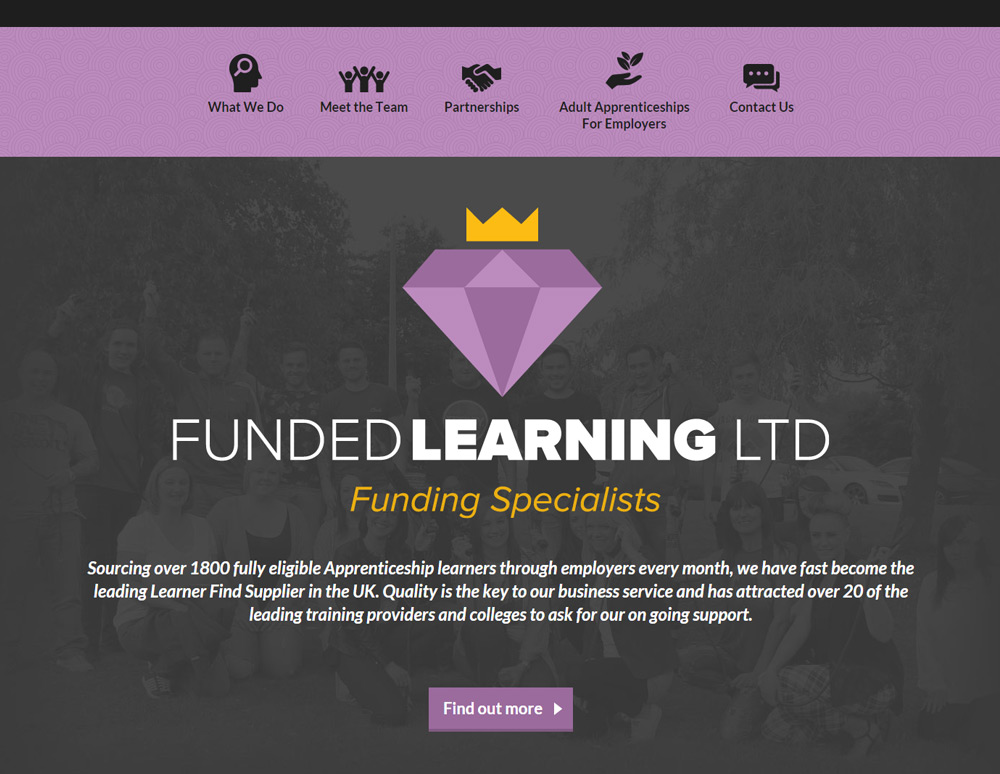 What We Do
Meet the Team
Partnerships
Adult Apprenticeships
For Employers
Contact Us
FUNDED LEARNING LTD
Funding Specialists
Sourcing over 1800 fully eligible Apprenticeship learners through employers every month, we have fast become the
leading Learner Find Supplier in the UK. Quality is the key to our business service and has attracted over 20 of the
leading training providers and colleges to ask for our on going support.
Find out more